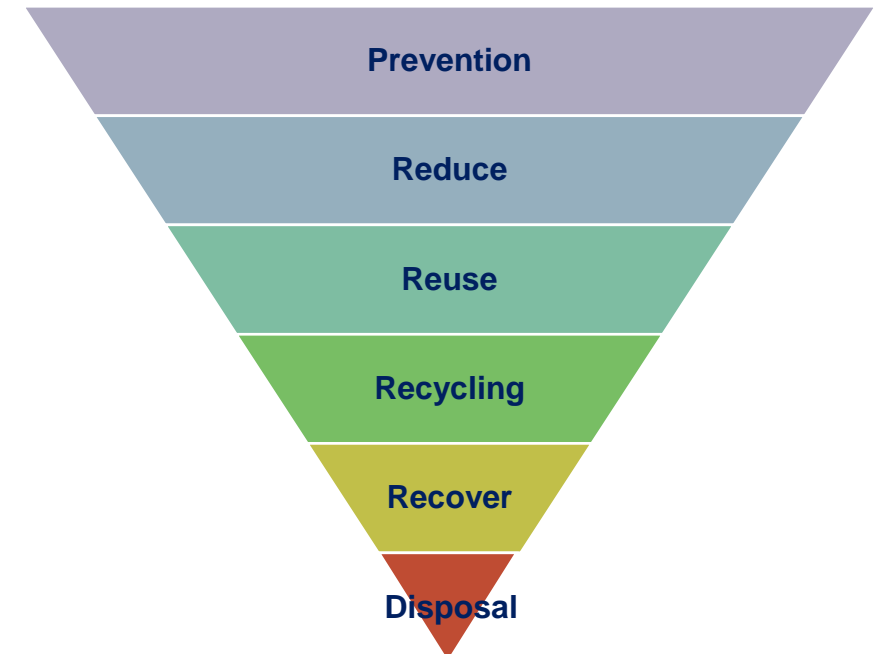 Prevention
Reduce
Reuse
Recycling
Recover
Disposal